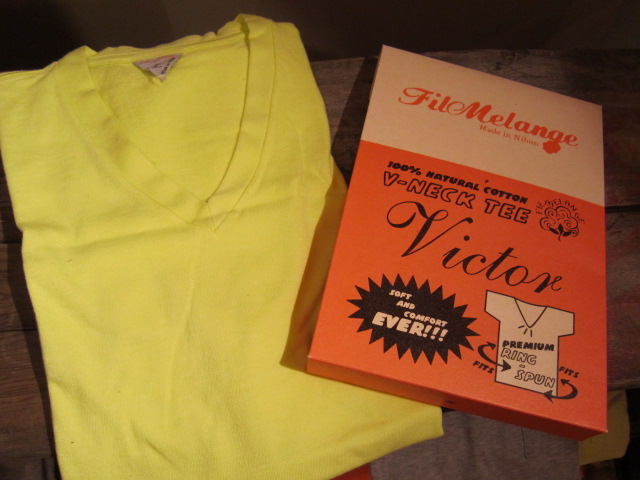 FilMelange
Made in Nihon
100% NATURAL COTTON
V-NECK TEE
FILMELANGE
Victor
SOFT
AND
COMFORT
EVER!!!
PREMIUM
RING
-
SPUN
FITS
FITS